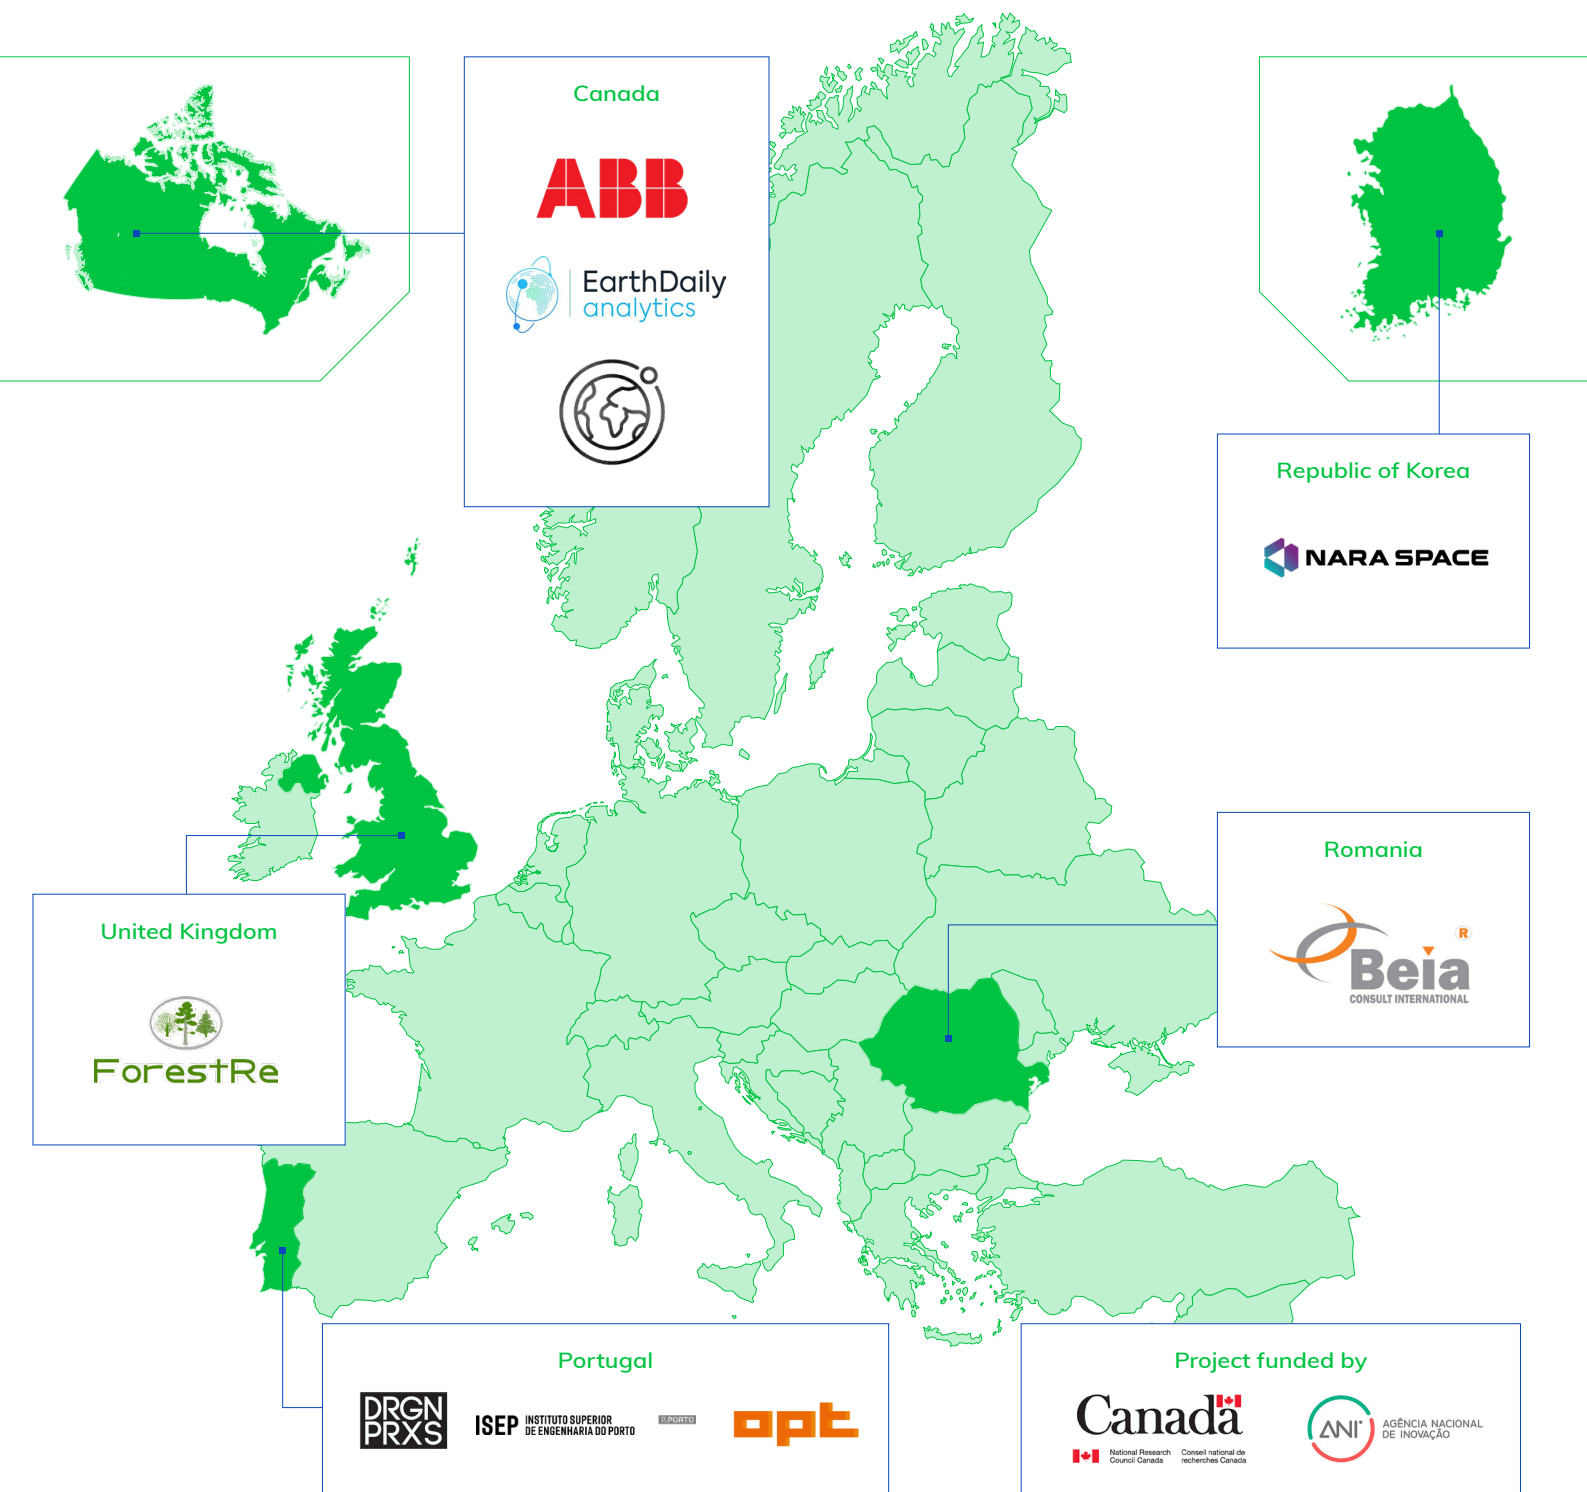 Canada
ABB
EarthDaily
analytics
Republic of Korea
NARA SPACE
Romania
R
Beia
CONSULT INTERNATIONAL
United Kingdom
ForestRe
Portugal
DRGN
PRXS
ISEP
INSTITUTO SUPERIOR
DE ENGENHARIA DO PORTO
P.PORTO
opt
Project funded by
Canada
National Research
Council Canada
Conseil national de
recherches Canada
ANI
AGÊNCIA NACIONAL
DE INOVAÇÃO